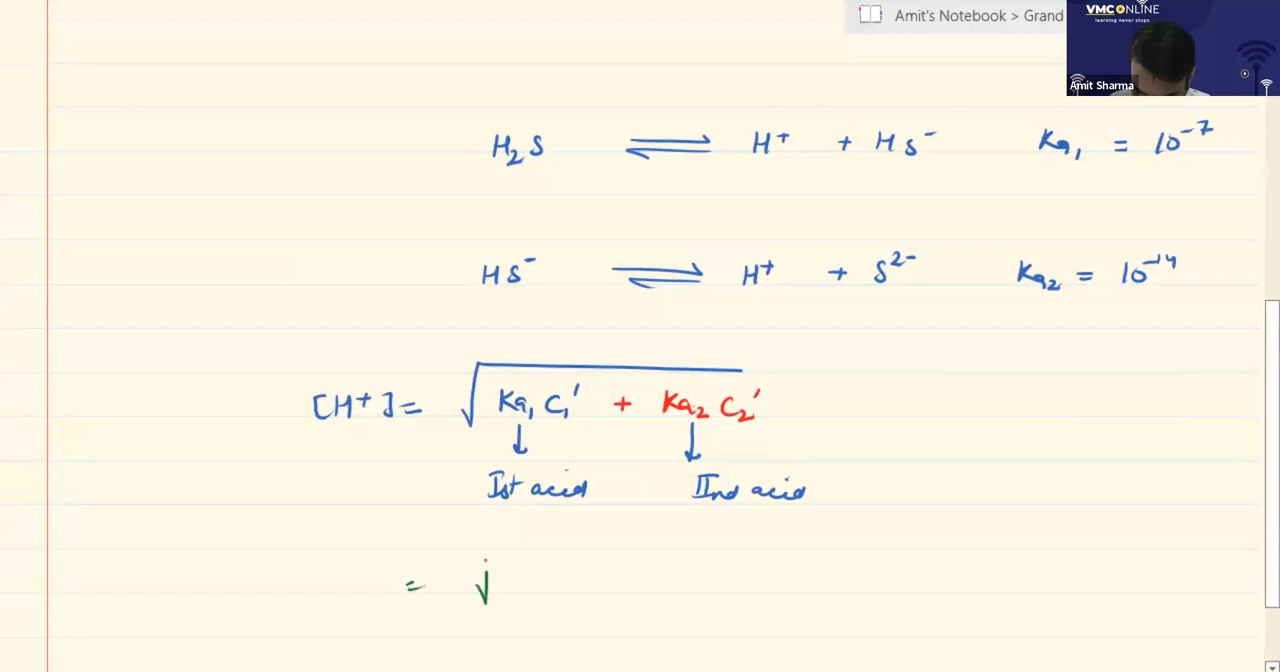 Amit's Notebook > Grand
VMC ONLINE
learning never stops
Amit Sharma
H₂S ⇌ H⁺ + HS⁻ Ka₁ = 10⁻⁷
HS⁻ ⇌ H⁺ + S²⁻ Ka₂ = 10⁻¹⁴
[H⁺] = √Ka₁ C₁' + Ka₂ C₂'
↓ ↓
Ist acid IInd acid
= √